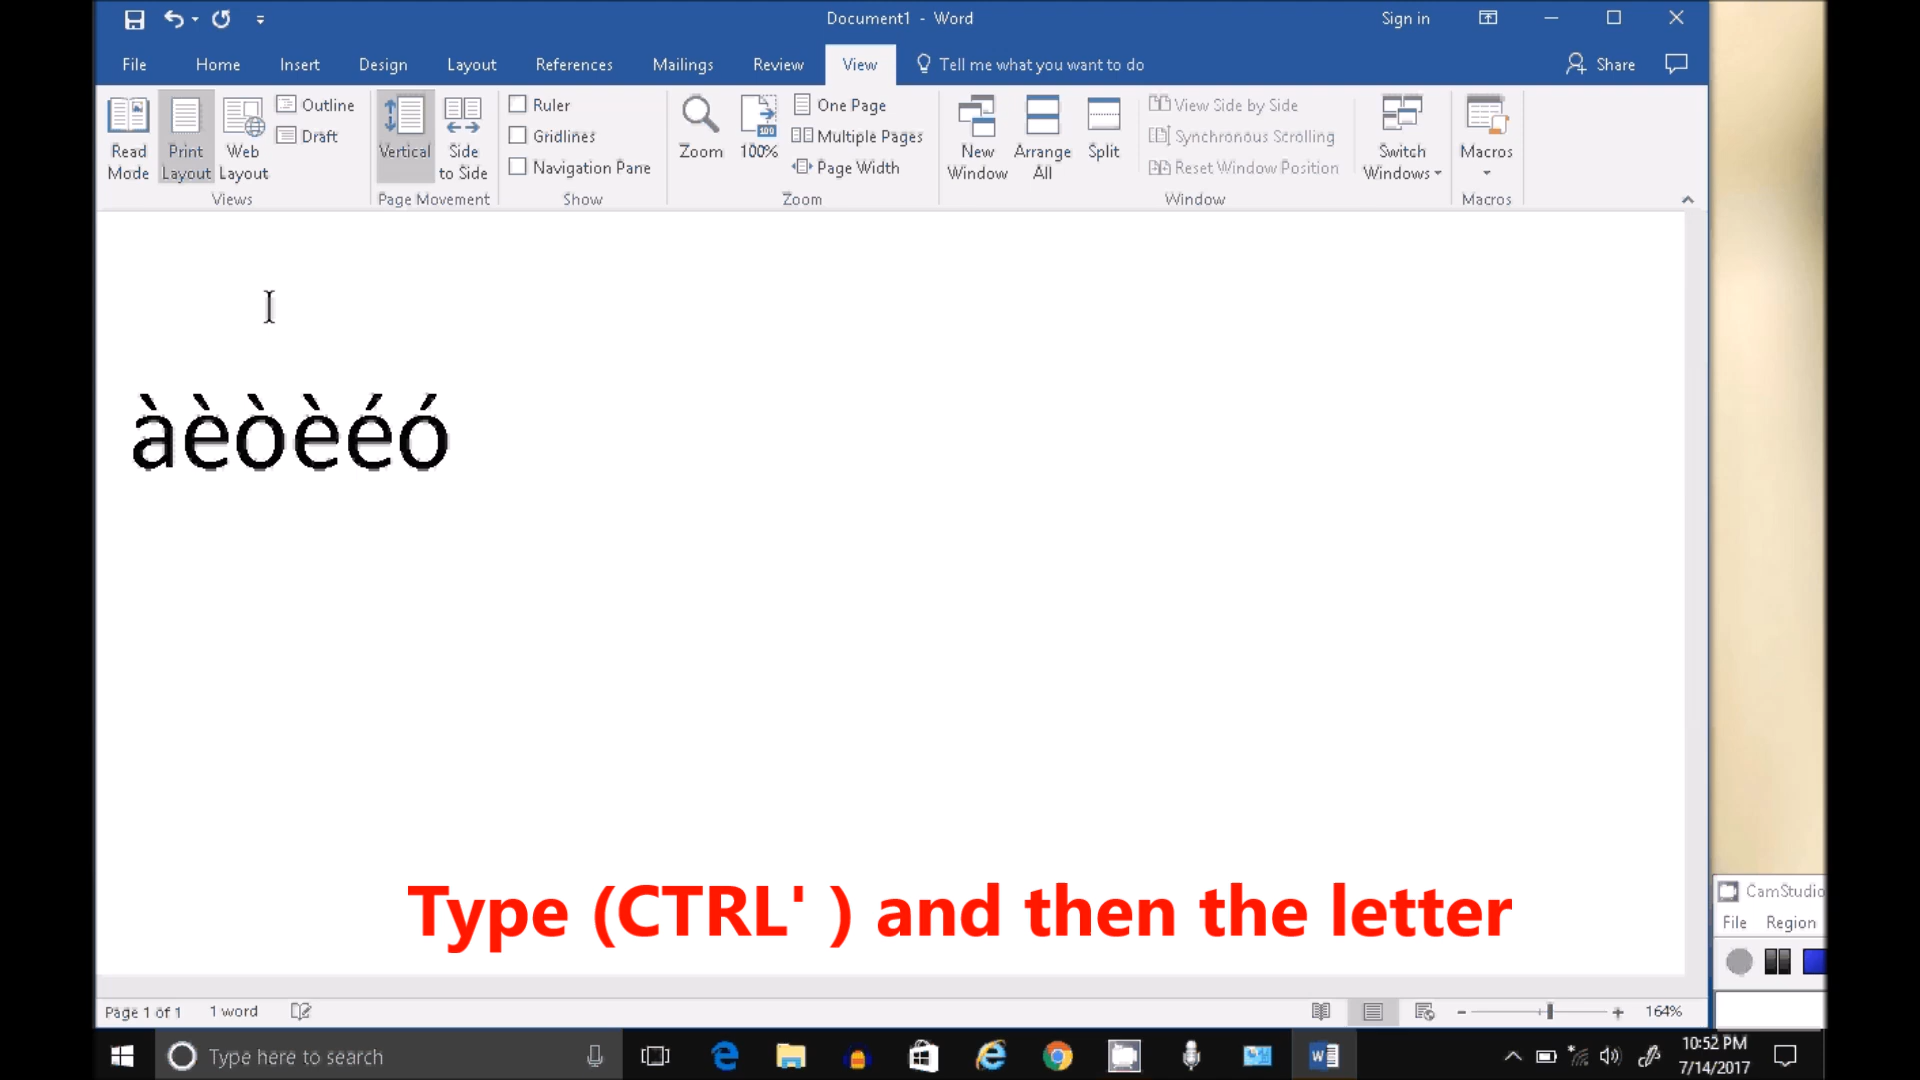 Document1 - Word
Sign in
File Home Insert Design Layout References Mailings Review View Tell me what you want to do Share
Read Mode
Print Layout
Web Layout
Outline
Draft
Views
Vertical
Side to Side
Page Movement
Ruler
Gridlines
Navigation Pane
Show
Zoom
100
100%
One Page
Multiple Pages
Page Width
Zoom
New Window
Arrange All
Split
View Side by Side
Synchronous Scrolling
Reset Window Position
Window
Switch Windows
Macros
Macros
àèòèéó
Type (CTRL' ) and then the letter
CamStudio
File Region
Page 1 of 1 1 word
164%
Type here to search
10:52 PM
7/14/2017